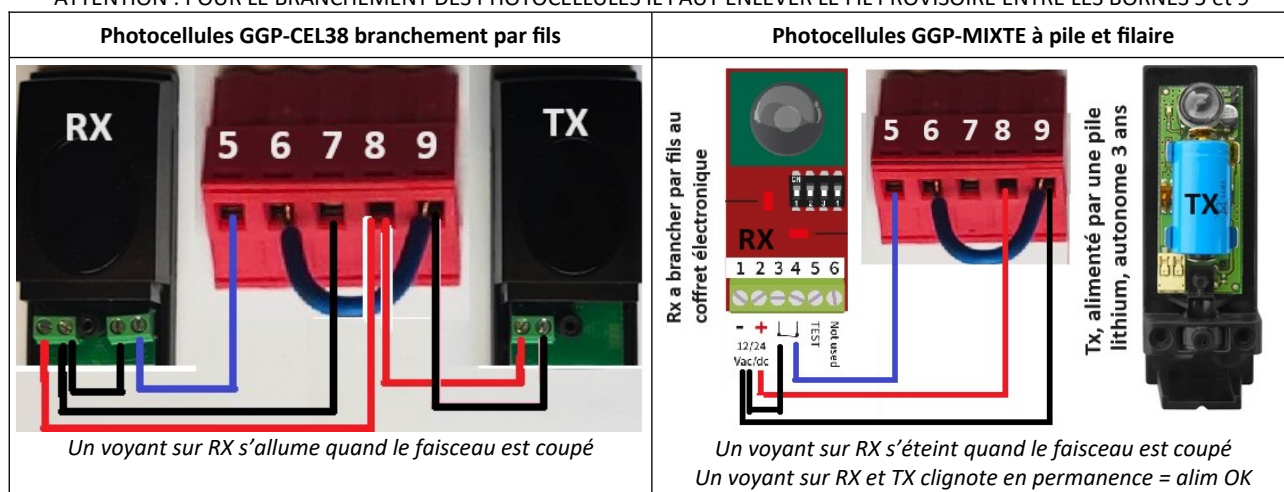 ATTENTION : POUR LE BRANCHEMENT DES PHOTOCELLULES IL FAUT ENLEVER LE FIL PROVISOIRE ENTRE LES BORNES 5 et 9
Photocellules GGP-CEL38 branchement par fils
Photocellules GGP-MIXTE à pile et filaire
RX
5 6 7 8 9
TX
Un voyant sur RX s’allume quand le faisceau est coupé
Rx a brancher par fils au
coffret électronique
ON
1 2 3 4
RX
1 2 3 4 5 6
- +
12/24
Vac/dc
TEST
Not used
5 6 7 8 9
Tx, alimenté par une pile
lithium, autonome 3 ans
TX
Un voyant sur RX s’éteint quand le faisceau est coupé
Un voyant sur RX et TX clignote en permanence = alim OK